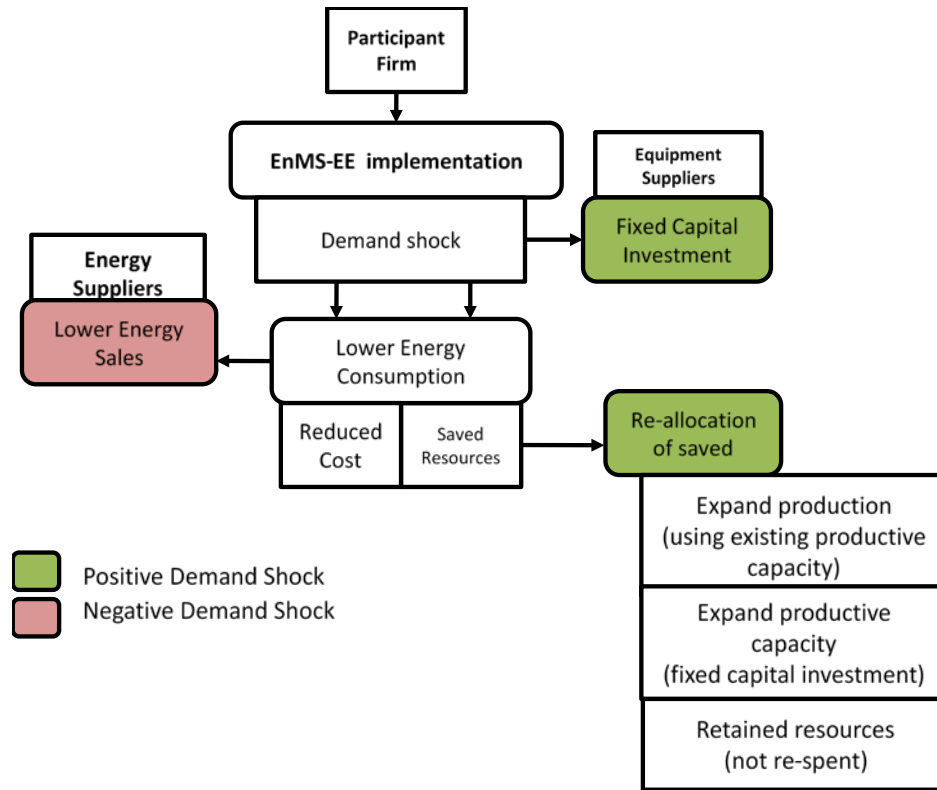 Participant
Firm
EnMS-EE implementation
Equipment
Suppliers
Demand shock
Fixed Capital
Investment
Energy
Suppliers
Lower Energy
Sales
Lower Energy
Consumption
Reduced
Cost
Saved
Resources
Re-allocation
of saved
Expand production
(using existing productive
capacity)
Positive Demand Shock
Negative Demand Shock
Expand productive
capacity
(fixed capital investment)
Retained resources
(not re-spent)